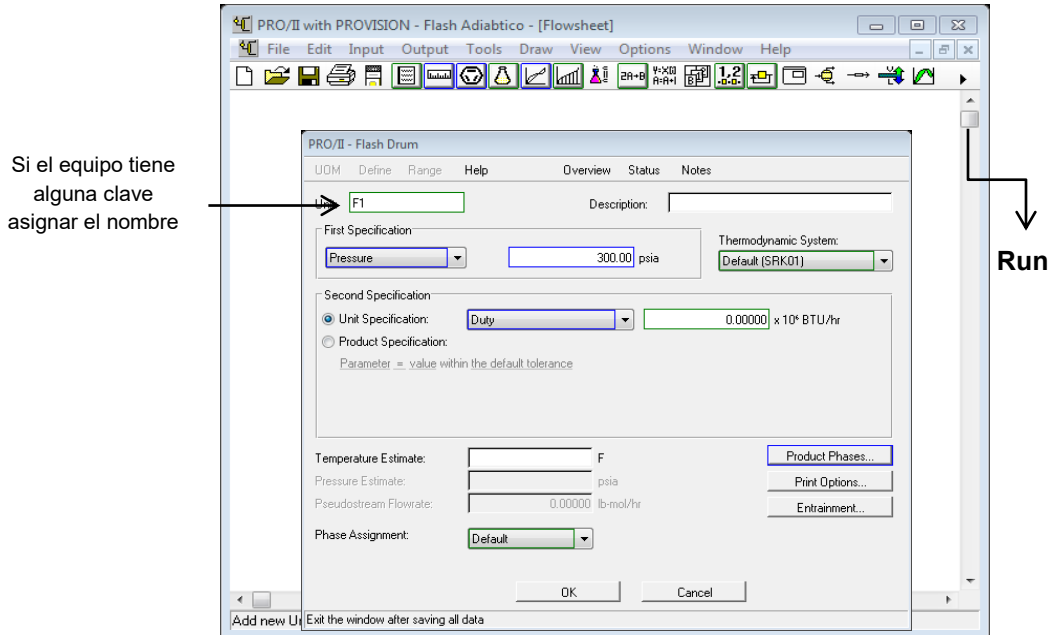 PRO/II with PROVISION - Flash Adiabtico - [Flowsheet]
File Edit Input Output Tools Draw View Options Window Help
PRO/II - Flash Drum
UOM Define Range Help Overview Status Notes
Si el equipo tiene
alguna clave
asignar el nombre
F1 Description:
First Specification
Pressure 300.00 psia
Thermodynamic System:
Default (SRK01)
Run
Second Specification
Unit Specification: Duty 0.00000 x 10⁶ BTU/hr
Product Specification:
Parameter = value within the default tolerance
Temperature Estimate: F
Product Phases...
Pressure Estimate: psia
Print Options...
Pseudostream Flowrate: 0.00000 lb-mol/hr
Entrainment...
Phase Assignment: Default
OK Cancel
Add new Exit the window after saving all data